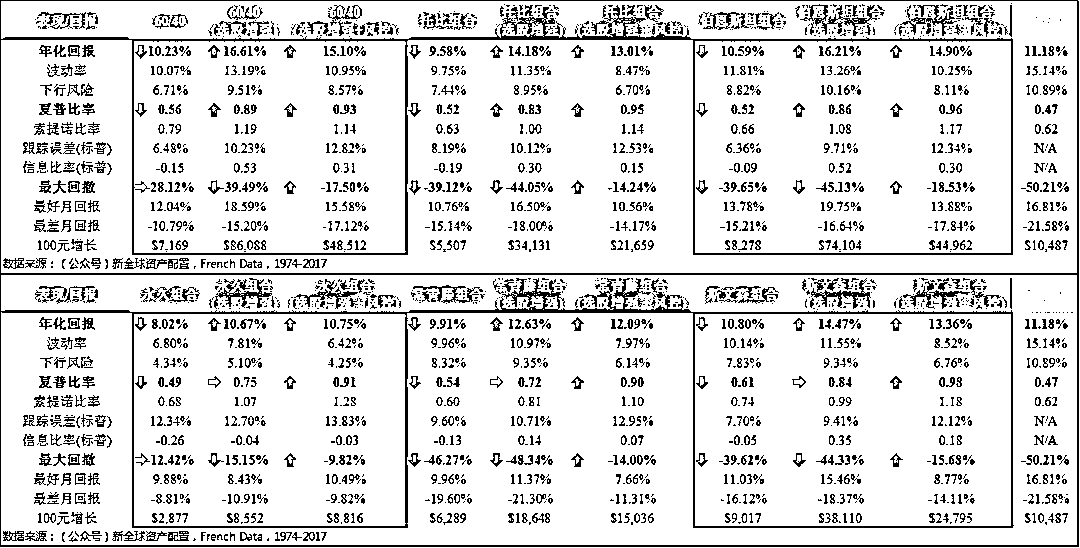 表现/目报 60/40 60/40 (选股增强) 60/40 (选股增强+风控) 托比组合 托比组合 (选股增强) 托比组合 (选股增强+风控) 伯恩斯坦组合 伯恩斯坦组合 (选股增强) 伯恩斯坦组合 (选股增强+风控)
年化回报 10.23% 16.61% 15.10% 9.58% 14.18% 13.01% 10.59% 16.21% 14.90% 11.18%
波动率 10.07% 13.19% 10.95% 9.75% 11.35% 8.47% 11.81% 13.26% 10.25% 15.14%
下行风险 6.71% 9.51% 8.57% 7.44% 8.95% 6.70% 8.82% 10.16% 8.11% 10.89%
夏普比率 0.56 0.89 0.93 0.52 0.83 0.95 0.52 0.86 0.96 0.47
索提诺比率 0.79 1.19 1.14 0.63 1.00 1.14 0.66 1.08 1.17 0.62
跟踪误差(标普) 6.48% 10.23% 12.82% 8.19% 10.12% 12.53% 6.36% 9.71% 12.34% N/A
信息比率(标普) -0.15 0.53 0.31 -0.19 0.30 0.15 -0.09 0.52 0.30 N/A
最大回撤 -28.12% -39.49% -17.50% -39.12% -44.05% -14.24% -39.65% -45.13% -18.53% -50.21%
最好月回报 12.04% 18.59% 15.58% 10.76% 16.50% 10.56% 13.78% 19.75% 13.88% 16.81%
最差月回报 -10.79% -15.20% -17.12% -15.14% -18.00% -14.17% -15.21% -16.64% -17.84% -21.58%
100元增长 $7,169 $86,088 $48,512 $5,507 $34,131 $21,659 $8,278 $74,104 $44,962 $10,487
数据来源:(公众号)新全球资产配置, French Data, 1974-2017
表现/目报 永久组合 永久组合 (选股增强) 永久组合 (选股增强+风控) 常青藤组合 常青藤组合 (选股增强) 常青藤组合 (选股增强+风控) 斯文森组合 斯文森组合 (选股增强) 斯文森组合 (选股增强+风控)
年化回报 8.02% 10.67% 10.75% 9.91% 12.63% 12.09% 10.80% 14.47% 13.36% 11.18%
波动率 6.80% 7.81% 6.42% 9.96% 10.97% 7.97% 10.14% 11.55% 8.52% 15.14%
下行风险 4.34% 5.10% 4.25% 8.32% 9.35% 6.14% 7.83% 9.34% 6.76% 10.89%
夏普比率 0.49 0.75 0.91 0.54 0.72 0.90 0.61 0.84 0.98 0.47
索提诺比率 0.68 1.07 1.28 0.60 0.81 1.10 0.74 0.99 1.18 0.62
跟踪误差(标普) 12.34% 12.70% 13.83% 9.60% 10.71% 12.95% 7.70% 9.41% 12.12% N/A
信息比率(标普) -0.26 -0.04 -0.03 -0.13 0.14 0.07 -0.05 0.35 0.18 N/A
最大回撤 -12.42% -15.15% -9.82% -46.27% -48.34% -14.00% -39.62% -44.33% -15.68% -50.21%
最好月回报 9.88% 8.43% 10.49% 9.96% 11.37% 7.66% 11.03% 15.46% 8.77% 16.81%
最差月回报 -8.81% -10.91% -9.82% -19.60% -21.30% -11.31% -16.12% -18.37% -14.11% -21.58%
100元增长 $2,877 $8,552 $8,816 $6,289 $18,648 $15,036 $9,017 $38,110 $24,795 $10,487
数据来源:(公众号)新全球资产配置, French Data, 1974-2017